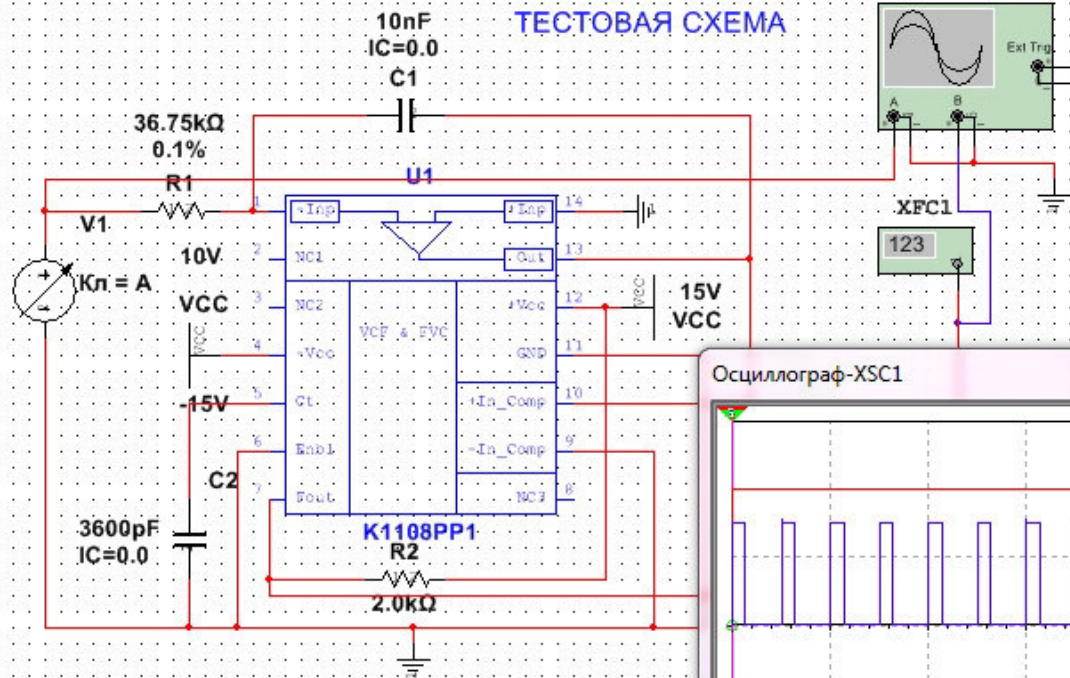 ТЕСТОВАЯ СХЕМА
10nF
IC=0.0
C1
36.75kΩ
0.1%
R1
V1
10V
Кл = A
VCC
VCC
-15V
C2
3600pF
IC=0.0
U1
1
2
3
4
5
6
7
-Inp
NC1
NC2
-Vcc
Ct
Enbl
Fout
VCF & FVC
+Inp
Out
+Vcc
GND
+In_Comp
-In_Comp
NC3
14
13
12
11
10
9
8
K1108PP1
R2
2.0kΩ
VCC
15V
VCC
Ext Trig
A
B
XFC1
123
Осциллограф-XSC1